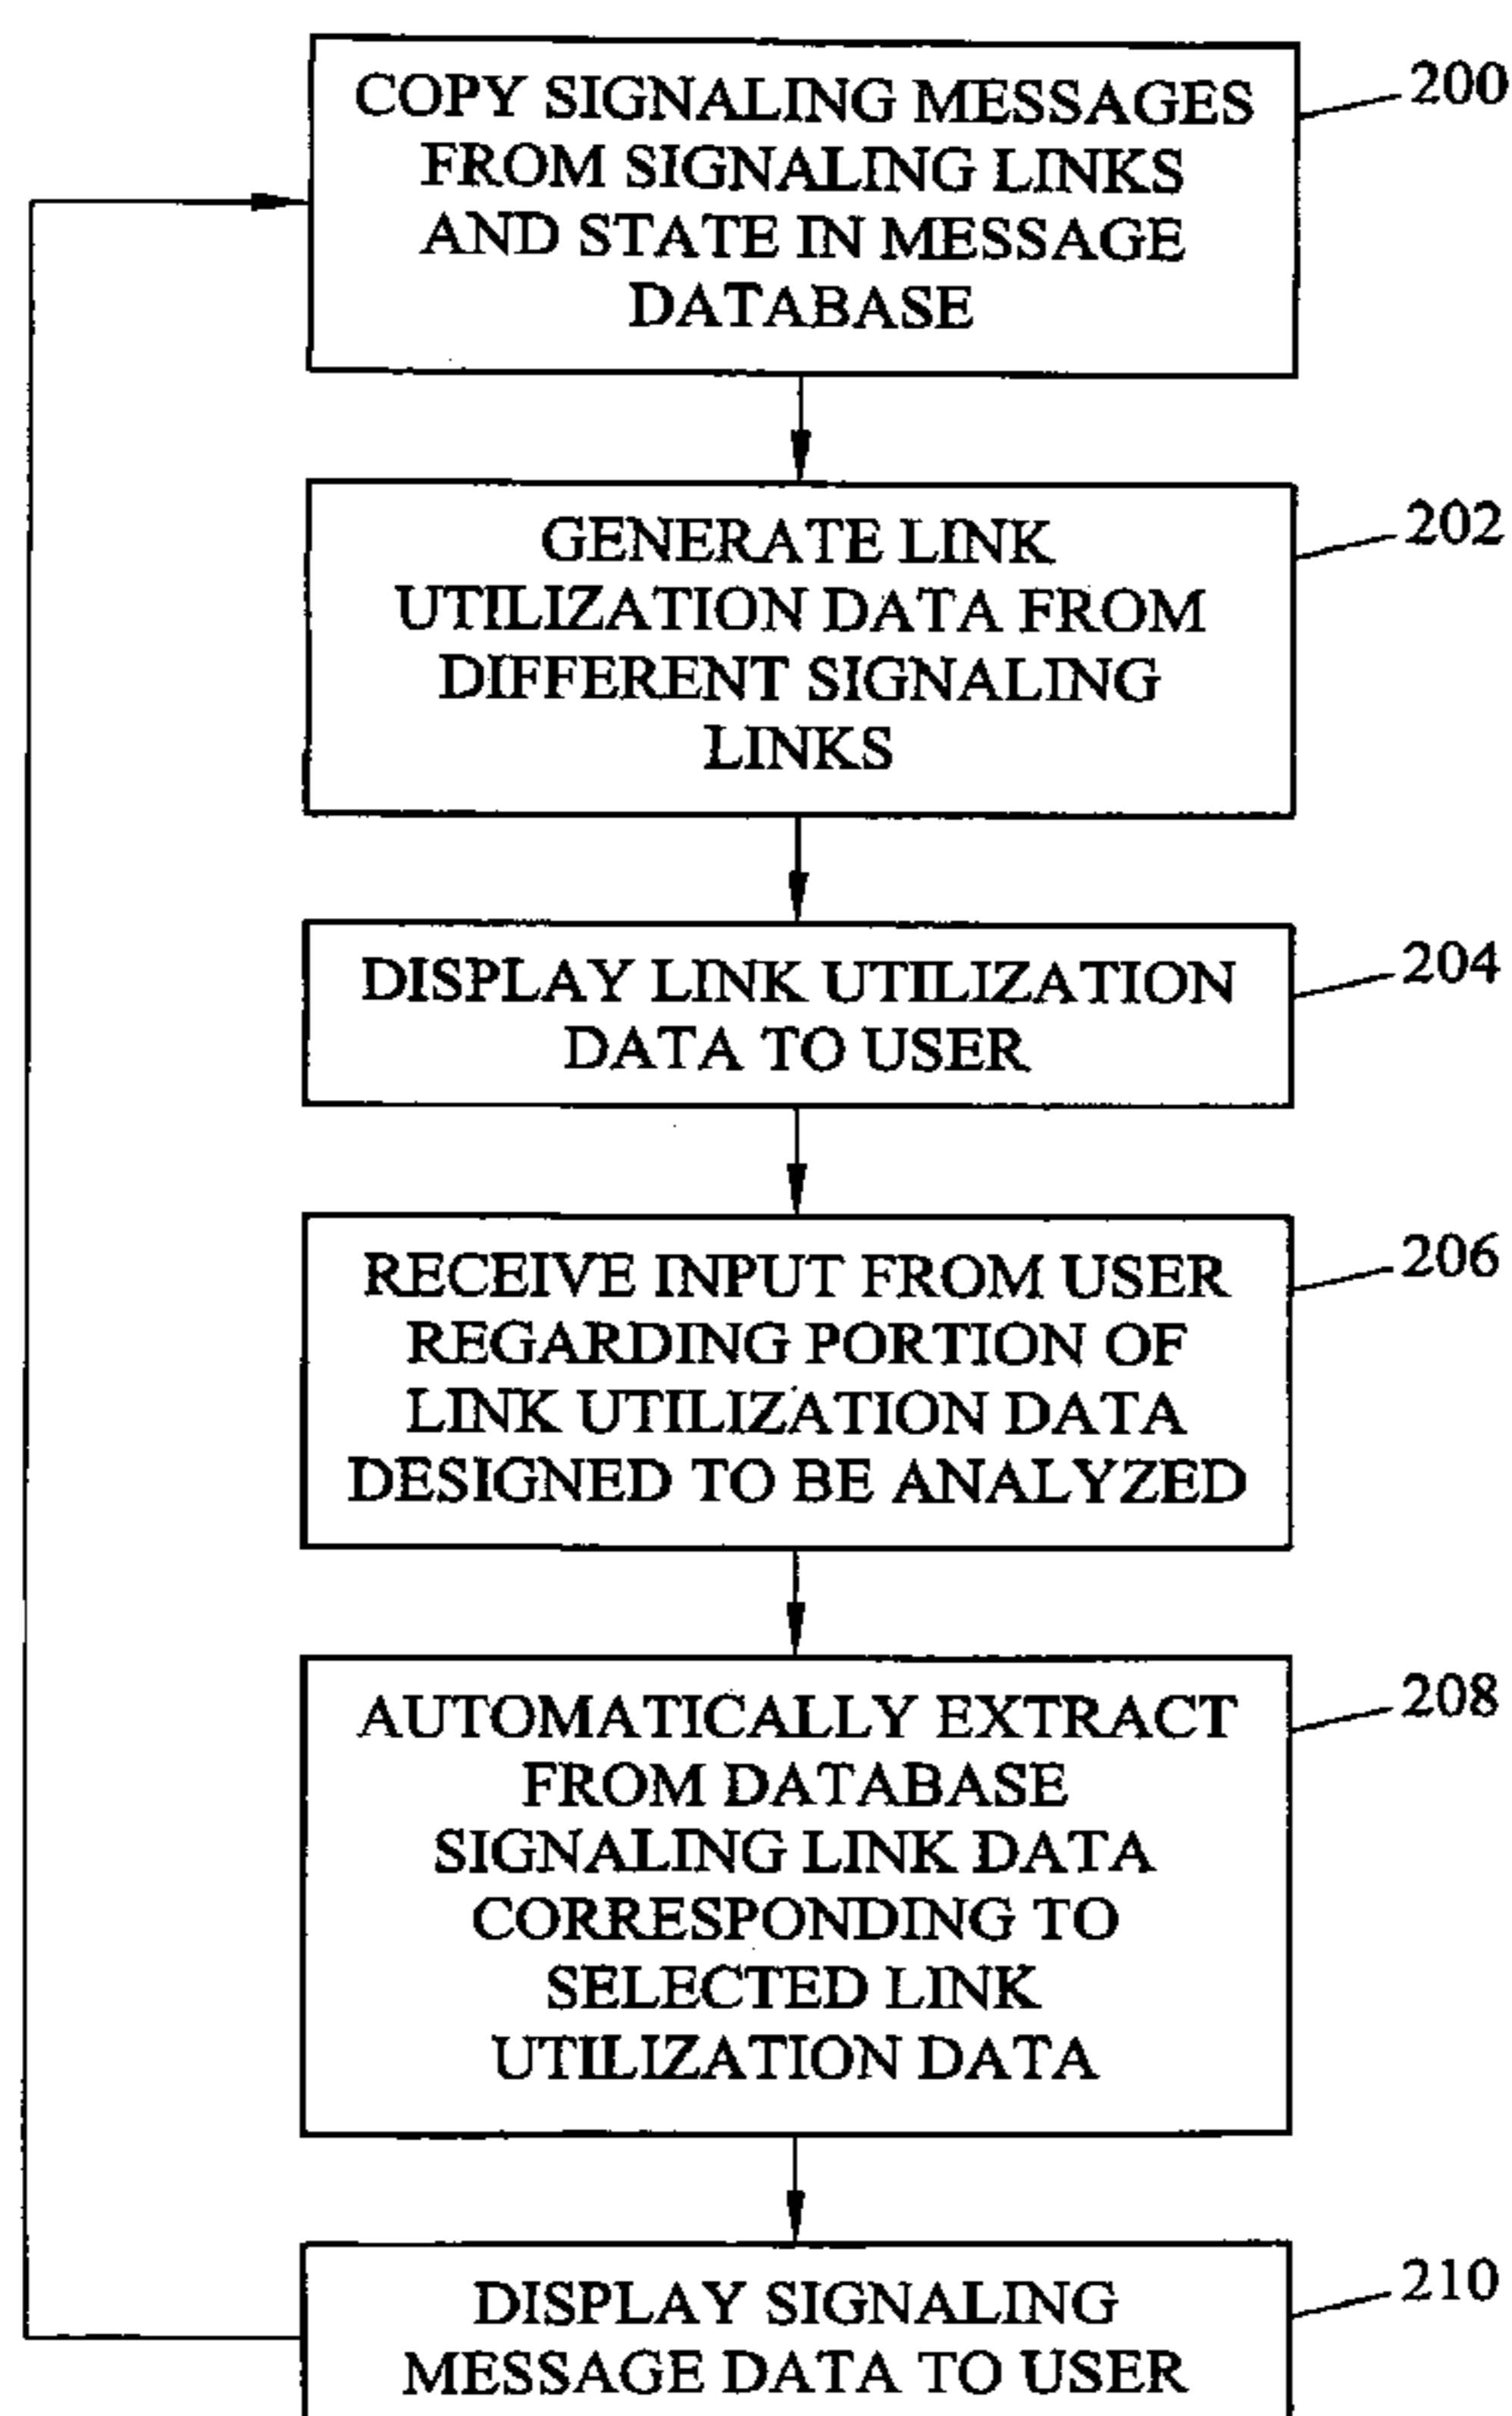 COPY SIGNALING MESSAGES
FROM SIGNALING LINKS
AND STATE IN MESSAGE
DATABASE
200
GENERATE LINK
UTILIZATION DATA FROM
DIFFERENT SIGNALING
LINKS
202
DISPLAY LINK UTILIZATION
DATA TO USER
204
RECEIVE INPUT FROM USER
REGARDING PORTION OF
LINK UTILIZATION DATA
DESIGNED TO BE ANALYZED
206
AUTOMATICALLY EXTRACT
FROM DATABASE
SIGNALING LINK DATA
CORRESPONDING TO
SELECTED LINK
UTILIZATION DATA
208
DISPLAY SIGNALING
MESSAGE DATA TO USER
210